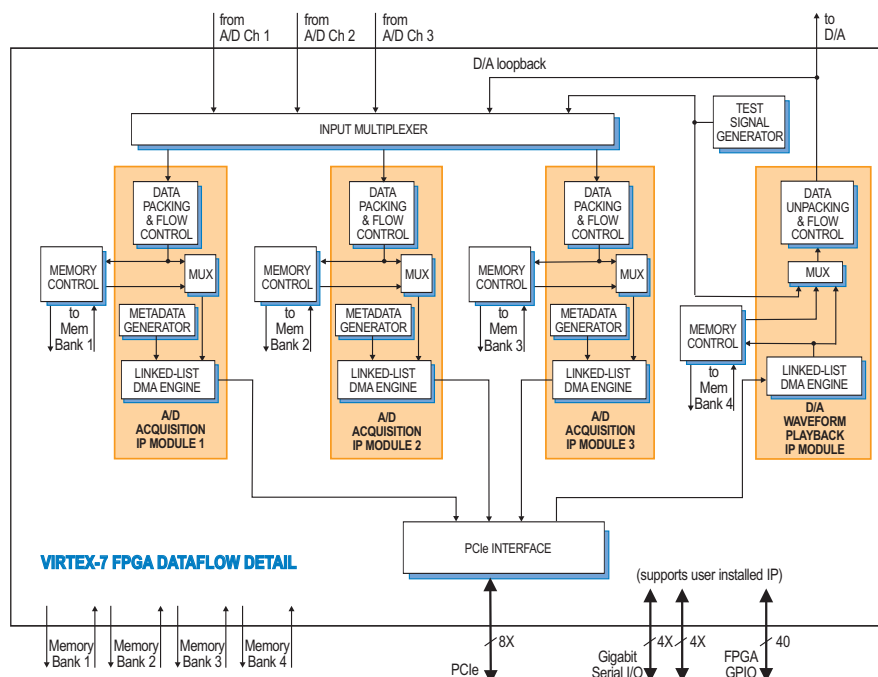 from
A/D Ch 1
from
A/D Ch 2
from
A/D Ch 3
to
D/A
D/A loopback
INPUT MULTIPLEXER
TEST
SIGNAL
GENERATOR
DATA
PACKING
& FLOW
CONTROL
DATA
PACKING
& FLOW
CONTROL
DATA
PACKING
& FLOW
CONTROL
DATA
UNPACKING
& FLOW
CONTROL
MEMORY
CONTROL
MUX
MEMORY
CONTROL
MUX
MEMORY
CONTROL
MUX
MUX
to
Mem
Bank 1
METADATA
GENERATOR
to
Mem
Bank 2
METADATA
GENERATOR
to
Mem
Bank 3
METADATA
GENERATOR
MEMORY
CONTROL
to
Mem
Bank 4
LINKED-LIST
DMA ENGINE
LINKED-LIST
DMA ENGINE
LINKED-LIST
DMA ENGINE
LINKED-LIST
DMA ENGINE
A/D
ACQUISITION
IP MODULE 1
A/D
ACQUISITION
IP MODULE 2
A/D
ACQUISITION
IP MODULE 3
D/A
WAVEFORM
PLAYBACK
IP MODULE
PCIe INTERFACE
VIRTEX-7 FPGA DATAFLOW DETAIL
(supports user installed IP)
Memory
Bank 1
Memory
Bank 2
Memory
Bank 3
Memory
Bank 4
8X
PCIe
4X
4X
Gigabit
Serial I/O
40
FPGA
GPIO